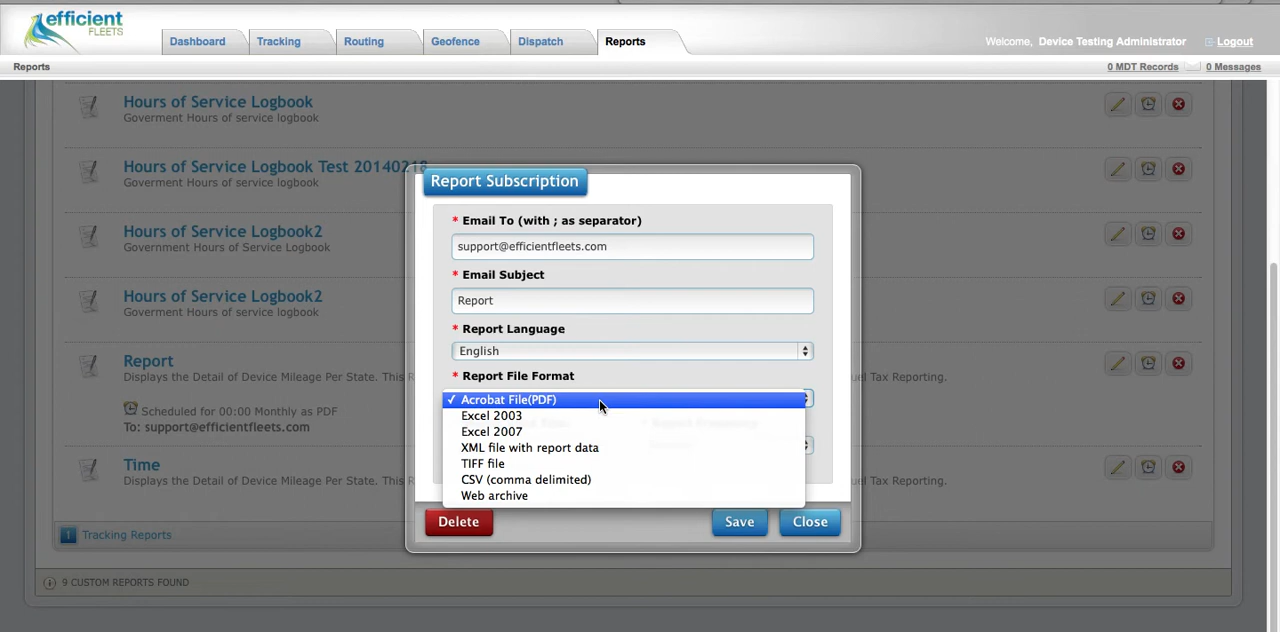 efficient
FLEETS
Dashboard
Tracking
Routing
Geofence
Dispatch
Reports
Welcome, Device Testing Administrator
Logout
Reports
0 MDT Records
0 Messages
Hours of Service Logbook
Goverment Hours of service logbook
Hours of Service Logbook Test 20140218
Goverment Hours of service logbook
Hours of Service Logbook2
Government Hours of Service Logbook
Hours of Service Logbook2
Goverment Hours of service logbook
Report
Displays the Detail of Device Mileage Per State. This R
uel Tax Reporting.
Scheduled for 00:00 Monthly as PDF
To: support@efficientfleets.com
Time
Displays the Detail of Device Mileage Per State. This R
uel Tax Reporting.
1 Tracking Reports
9 CUSTOM REPORTS FOUND
Report Subscription
* Email To (with ; as separator)
support@efficientfleets.com
* Email Subject
Report
* Report Language
English
* Report File Format
✓ Acrobat File(PDF)
Excel 2003
Excel 2007
XML file with report data
TIFF file
CSV (comma delimited)
Web archive
Delete
Save
Close